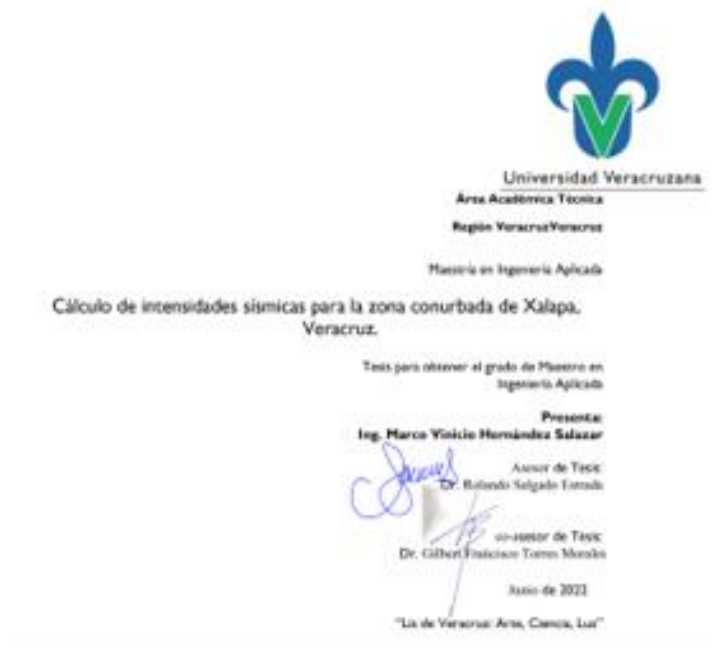 Universidad Veracruzana
Área Académica Técnica
Región VeracruzVeracruz
Maestría en Ingeniería Aplicada
Cálculo de intensidades sísmicas para la zona conurbada de Xalapa,
Veracruz.
Tesis para obtener el grado de Maestro en
Ingeniería Aplicada
Presenta:
Ing. Marco Vinicio Hernández Salazar
Asesor de Tesis:
Dr. Rolando Salgado Estrada
co-asesor de Tesis:
Dr. Gilbert Francisco Torres Morales
Junio de 2022
"Lis de Veracruz: Arte, Ciencia, Luz"